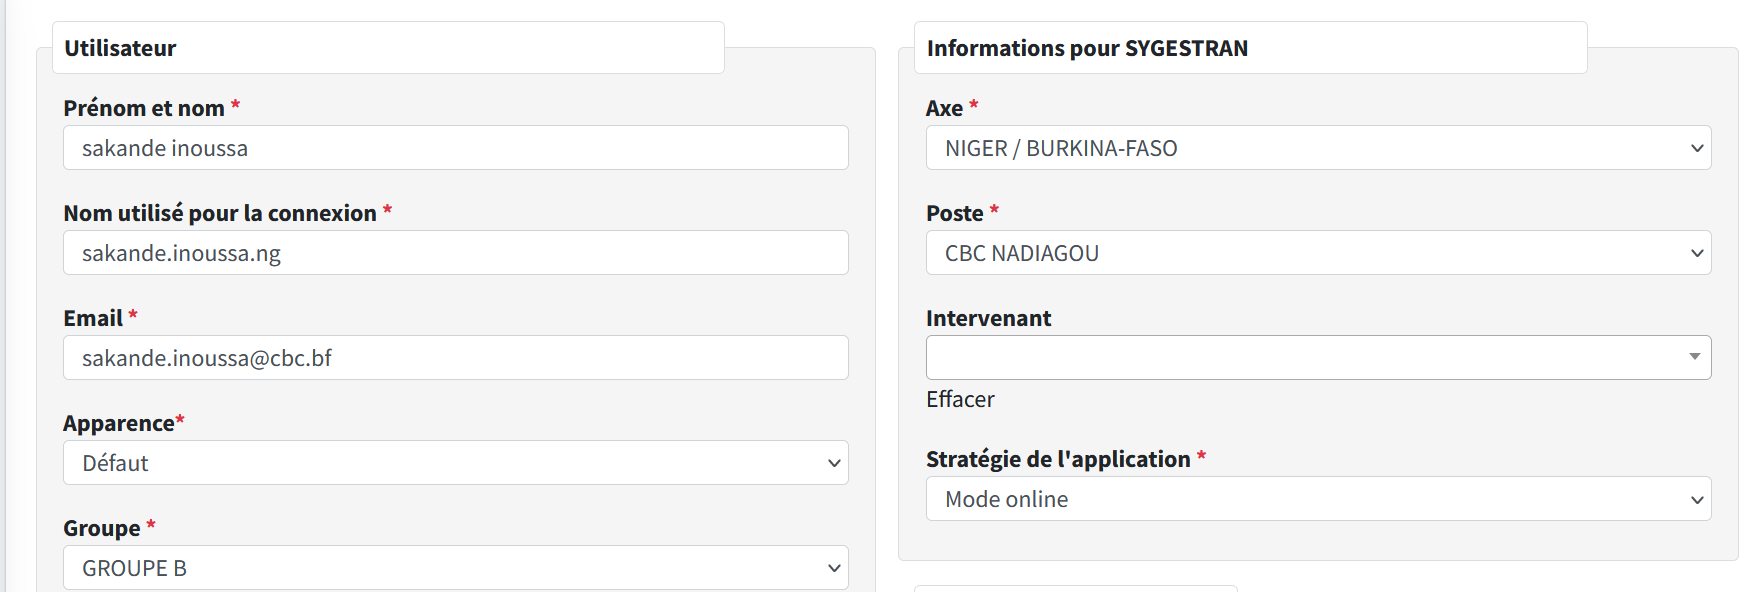 Utilisateur
Prénom et nom *
sakande inoussa
Nom utilisé pour la connexion *
sakande.inoussa.ng
Email *
sakande.inoussa@cbc.bf
Apparence*
Défaut
Groupe *
GROUPE B
Informations pour SYGESTRAN
Axe *
NIGER / BURKINA-FASO
Poste *
CBC NADIAGOU
Intervenant
Effacer
Stratégie de l'application *
Mode online